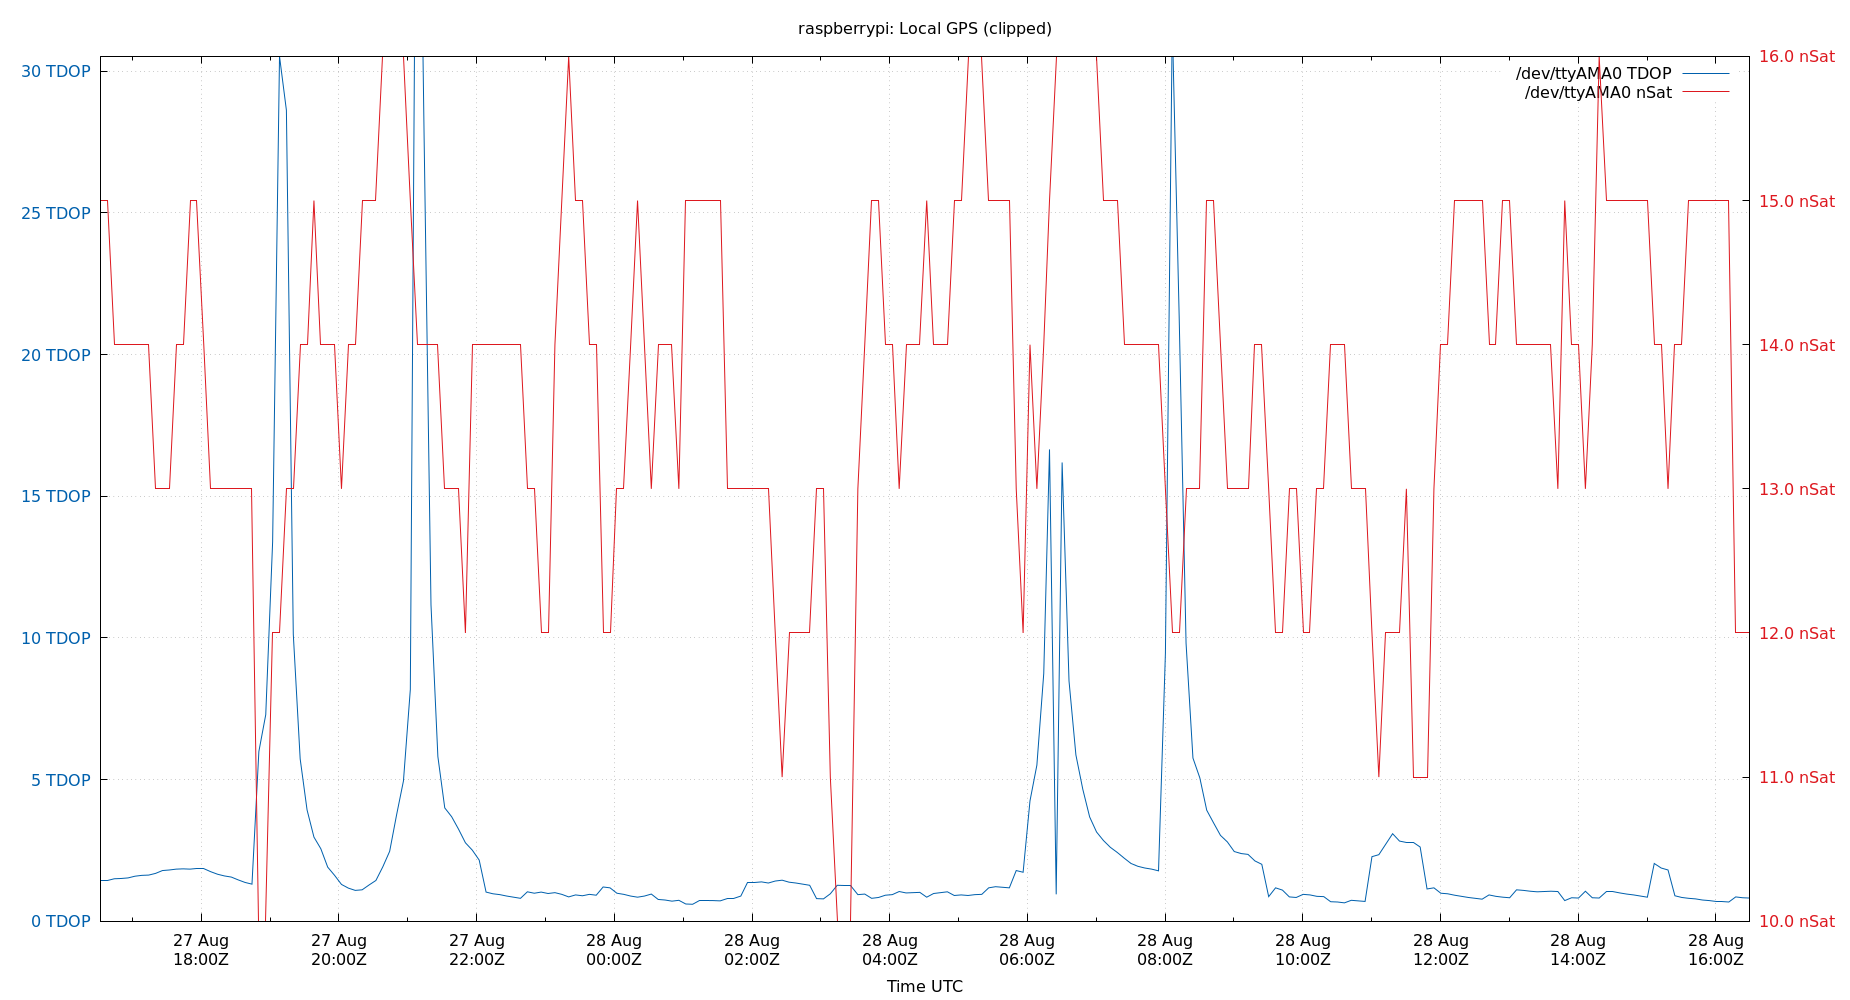 raspberrypi: Local GPS (clipped)
30 TDOP
25 TDOP
20 TDOP
15 TDOP
10 TDOP
5 TDOP
0 TDOP
16.0 nSat
15.0 nSat
14.0 nSat
13.0 nSat
12.0 nSat
11.0 nSat
10.0 nSat
/dev/ttyAMA0 TDOP
/dev/ttyAMA0 nSat
27 Aug
18:00Z
27 Aug
20:00Z
27 Aug
22:00Z
28 Aug
00:00Z
28 Aug
02:00Z
28 Aug
04:00Z
28 Aug
06:00Z
28 Aug
08:00Z
28 Aug
10:00Z
28 Aug
12:00Z
28 Aug
14:00Z
28 Aug
16:00Z
Time UTC